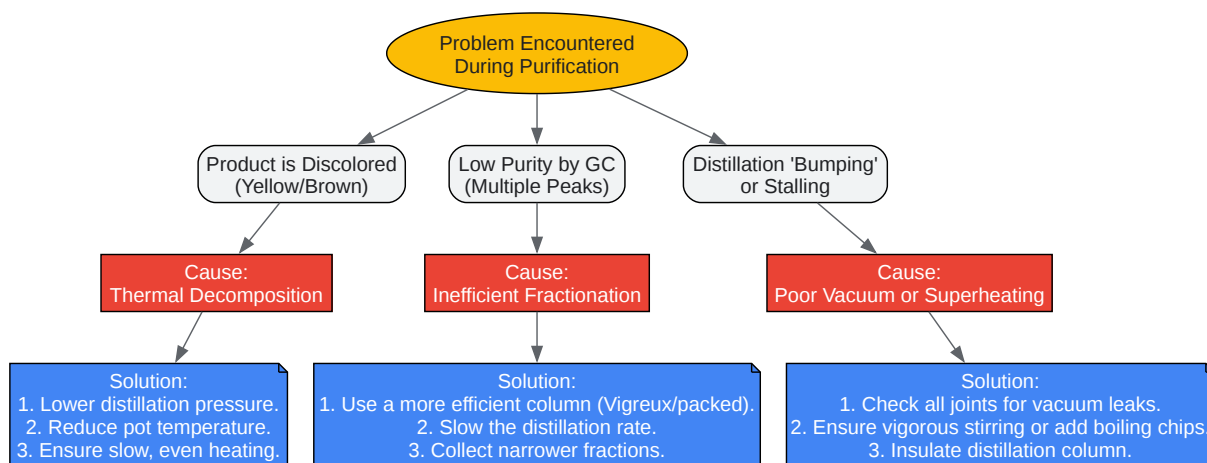 Problem Encountered
During Purification
Product is Discolored
(Yellow/Brown)
Low Purity by GC
(Multiple Peaks)
Distillation 'Bumping'
or Stalling
Cause:
Thermal Decomposition
Cause:
Inefficient Fractionation
Cause:
Poor Vacuum or Superheating
Solution:
1. Lower distillation pressure.
2. Reduce pot temperature.
3. Ensure slow, even heating.
Solution:
1. Use a more efficient column (Vigreux/packed).
2. Slow the distillation rate.
3. Collect narrower fractions.
Solution:
1. Check all joints for vacuum leaks.
2. Ensure vigorous stirring or add boiling chips.
3. Insulate distillation column.